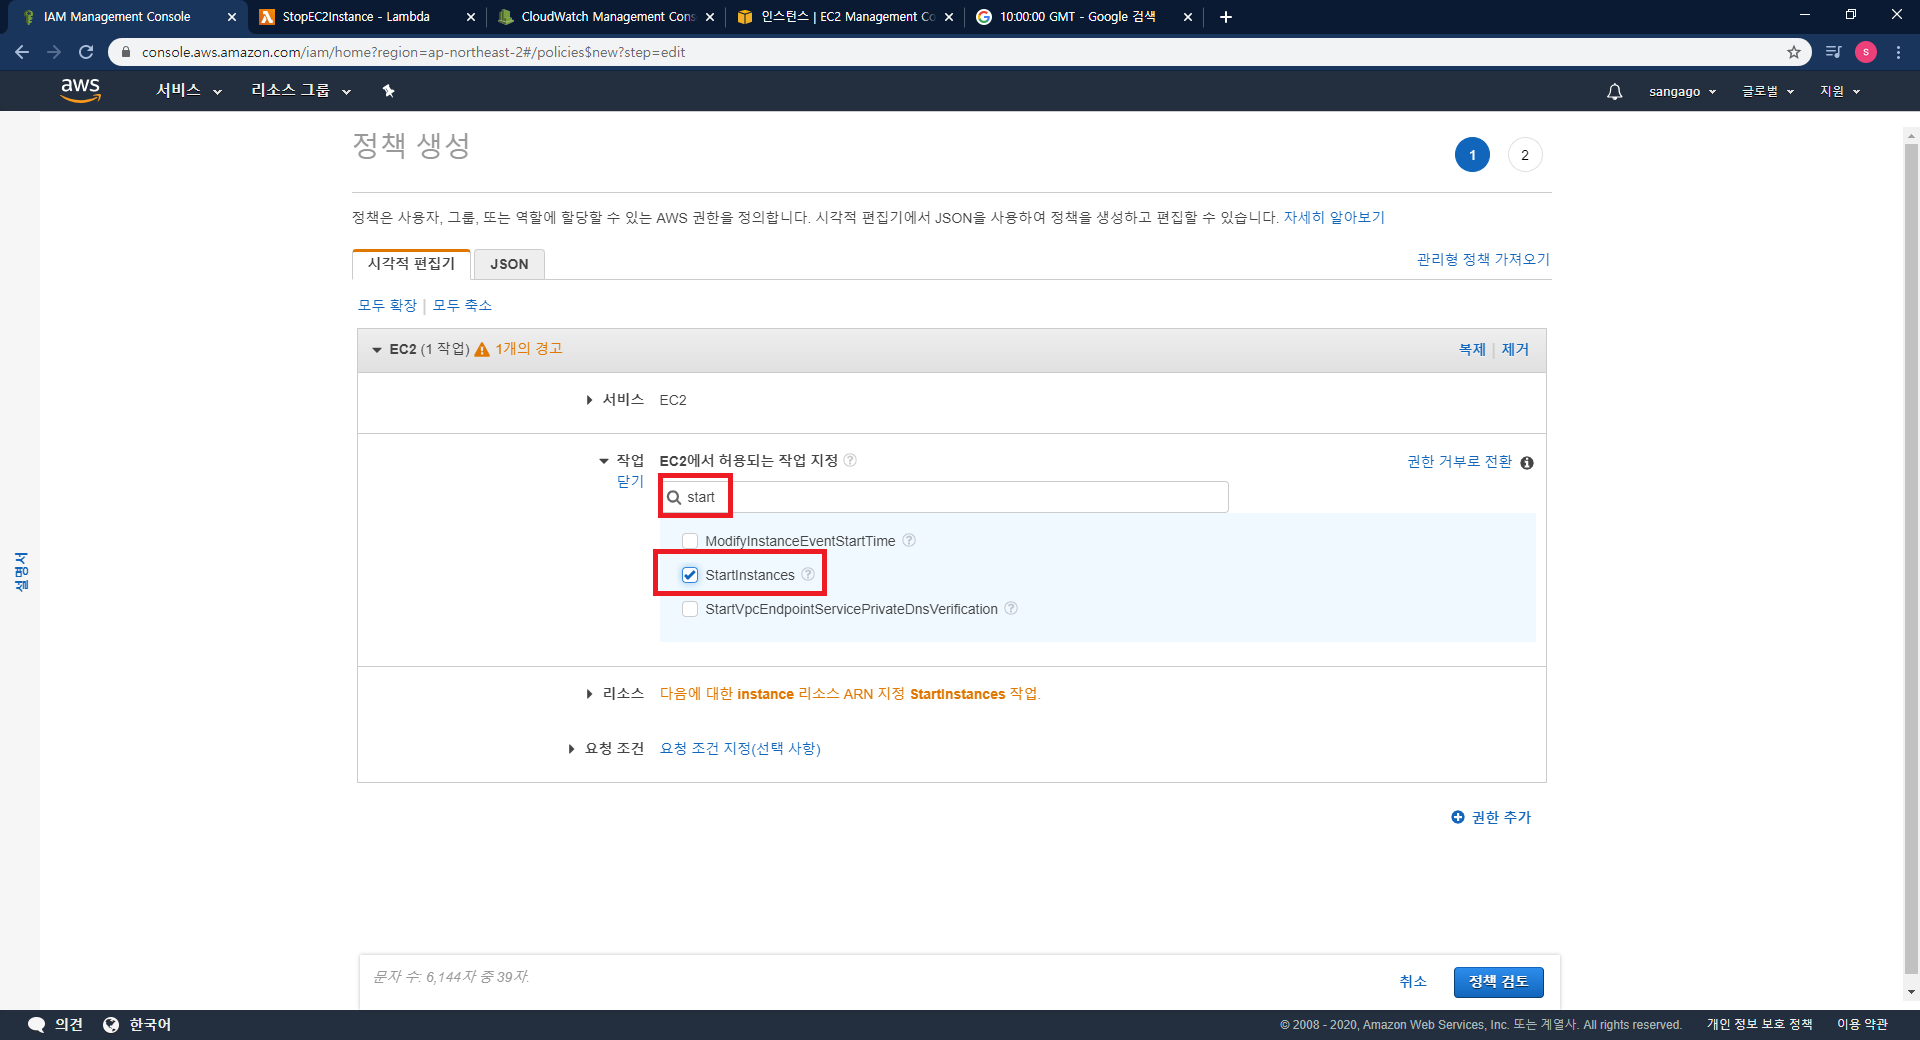 IAM Management Console
StopEC2Instance - Lambda
CloudWatch Management Cons
인스턴스 | EC2 Management Co
10:00:00 GMT - Google 검색
console.aws.amazon.com/iam/home?region=ap-northeast-2#/policies$new?step=edit
s
aws
서비스
리소스 그룹
sangago
글로벌
지원
정책 생성
1
2
정책은 사용자, 그룹, 또는 역할에 할당할 수 있는 AWS 권한을 정의합니다. 시각적 편집기에서 JSON을 사용하여 정책을 생성하고 편집할 수 있습니다. 자세히 알아보기
시각적 편집기
JSON
관리형 정책 가져오기
모두 확장 | 모두 축소
EC2 (1 작업) 1개의 경고
복제 | 제거
서비스 EC2
작업 EC2에서 허용되는 작업 지정
권한 거부로 전환
닫기
start
ModifyInstanceEventStartTime
StartInstances
StartVpcEndpointServicePrivateDnsVerification
리소스 다음에 대한 instance 리소스 ARN 지정 StartInstances 작업.
요청 조건 요청 조건 지정(선택 사항)
권한 추가
설명서
문자 수: 6,144자 중 39자.
취소
정책 검토
의견
한국어
© 2008 - 2020, Amazon Web Services, Inc. 또는 계열사. All rights reserved.
개인 정보 보호 정책
이용 약관